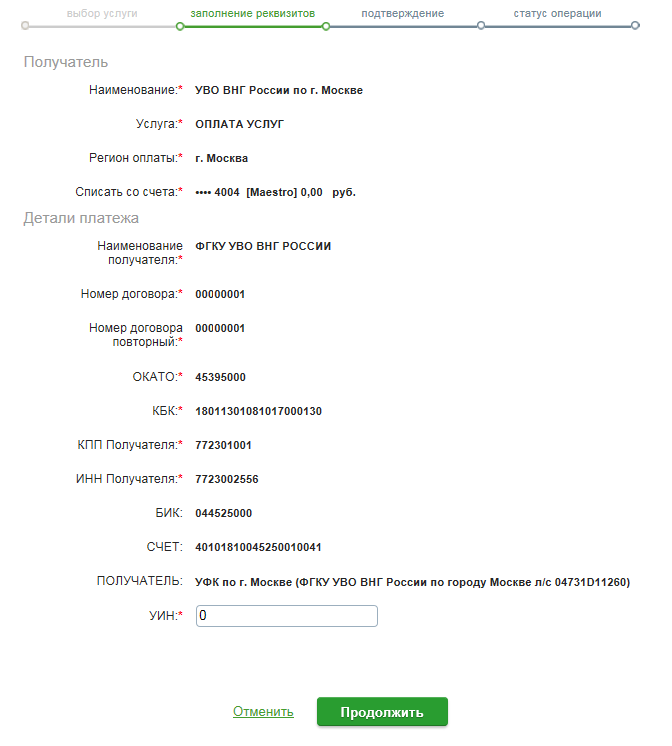 выбор услуги заполнение реквизитов подтверждение статус операции
Получатель
Наименование:* УВО ВНГ России по г. Москве
Услуга:* ОПЛАТА УСЛУГ
Регион оплаты:* г. Москва
Списать со счета:* •••• 4004 [Maestro] 0,00 руб.
Детали платежа
Наименование
получателя:* ФГКУ УВО ВНГ РОССИИ
Номер договора:* 00000001
Номер договора
повторный:* 00000001
ОКАТО:* 45395000
КБК:* 18011301081017000130
КПП Получателя:* 772301001
ИНН Получателя:* 7723002556
БИК: 044525000
СЧЕТ: 40101810045250010041
ПОЛУЧАТЕЛЬ: УФК по г. Москве (ФГКУ УВО ВНГ России по городу Москве л/с 04731D11260)
УИН:* 0
Отменить Продолжить